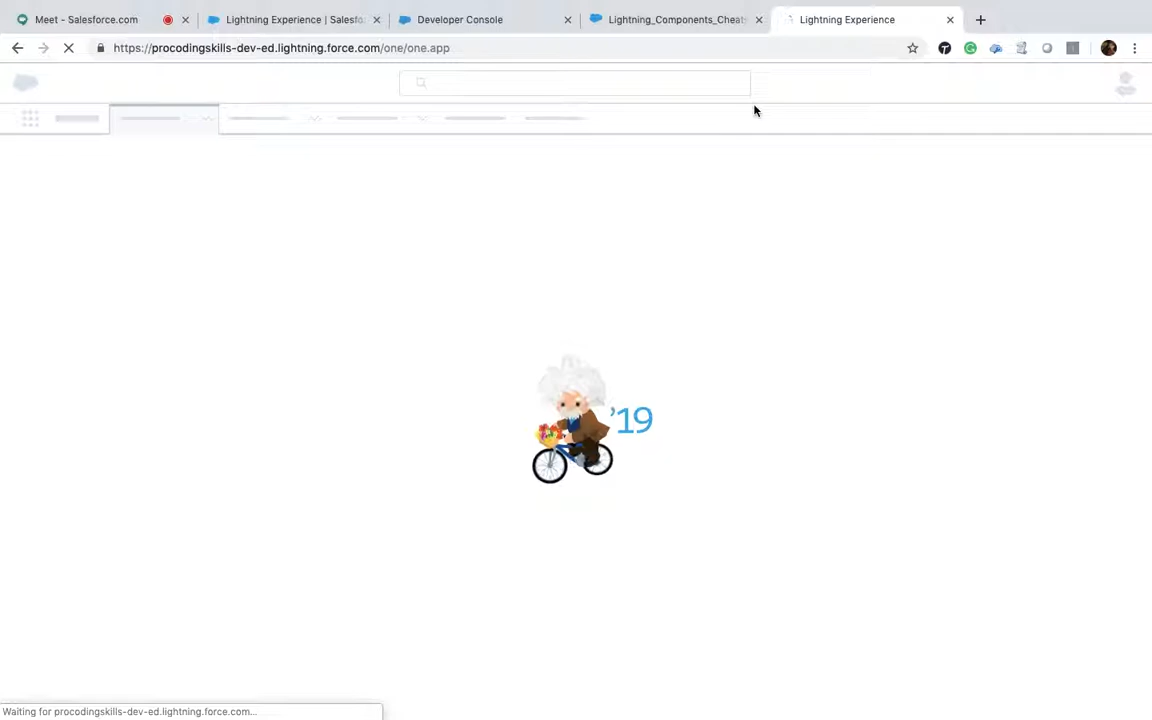 Meet - Salesforce.com
Lightning Experience | Salesfo
Developer Console
Lightning_Components_Cheats
Lightning Experience
https://procodingskills-dev-ed.lightning.force.com/one/one.app
'19
Waiting for procodingskills-dev-ed.lightning.force.com...